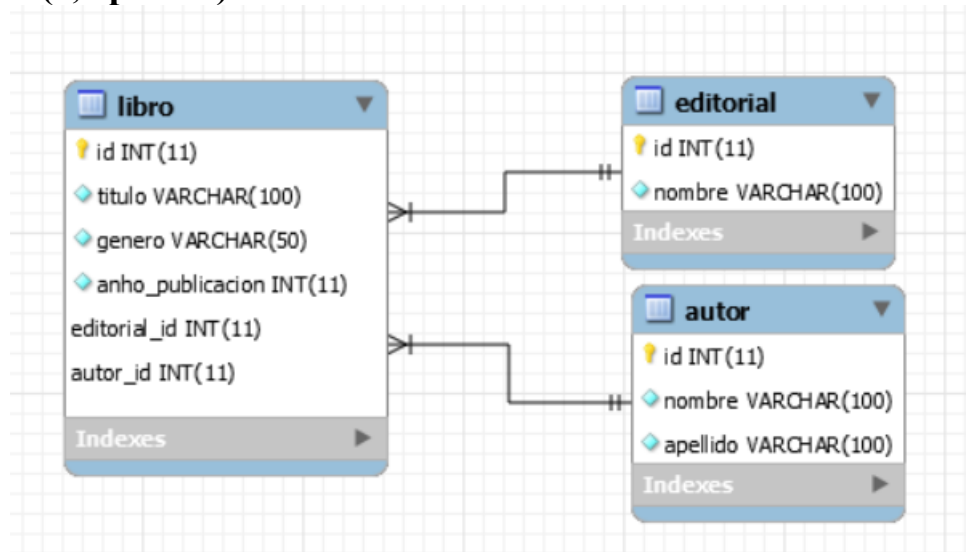 libro
id INT(11)
titulo VARCHAR(100)
genero VARCHAR(50)
anho_publicacion INT(11)
editorial_id INT(11)
autor_id INT(11)
Indexes
editorial
id INT(11)
nombre VARCHAR(100)
Indexes
autor
id INT(11)
nombre VARCHAR(100)
apellido VARCHAR(100)
Indexes